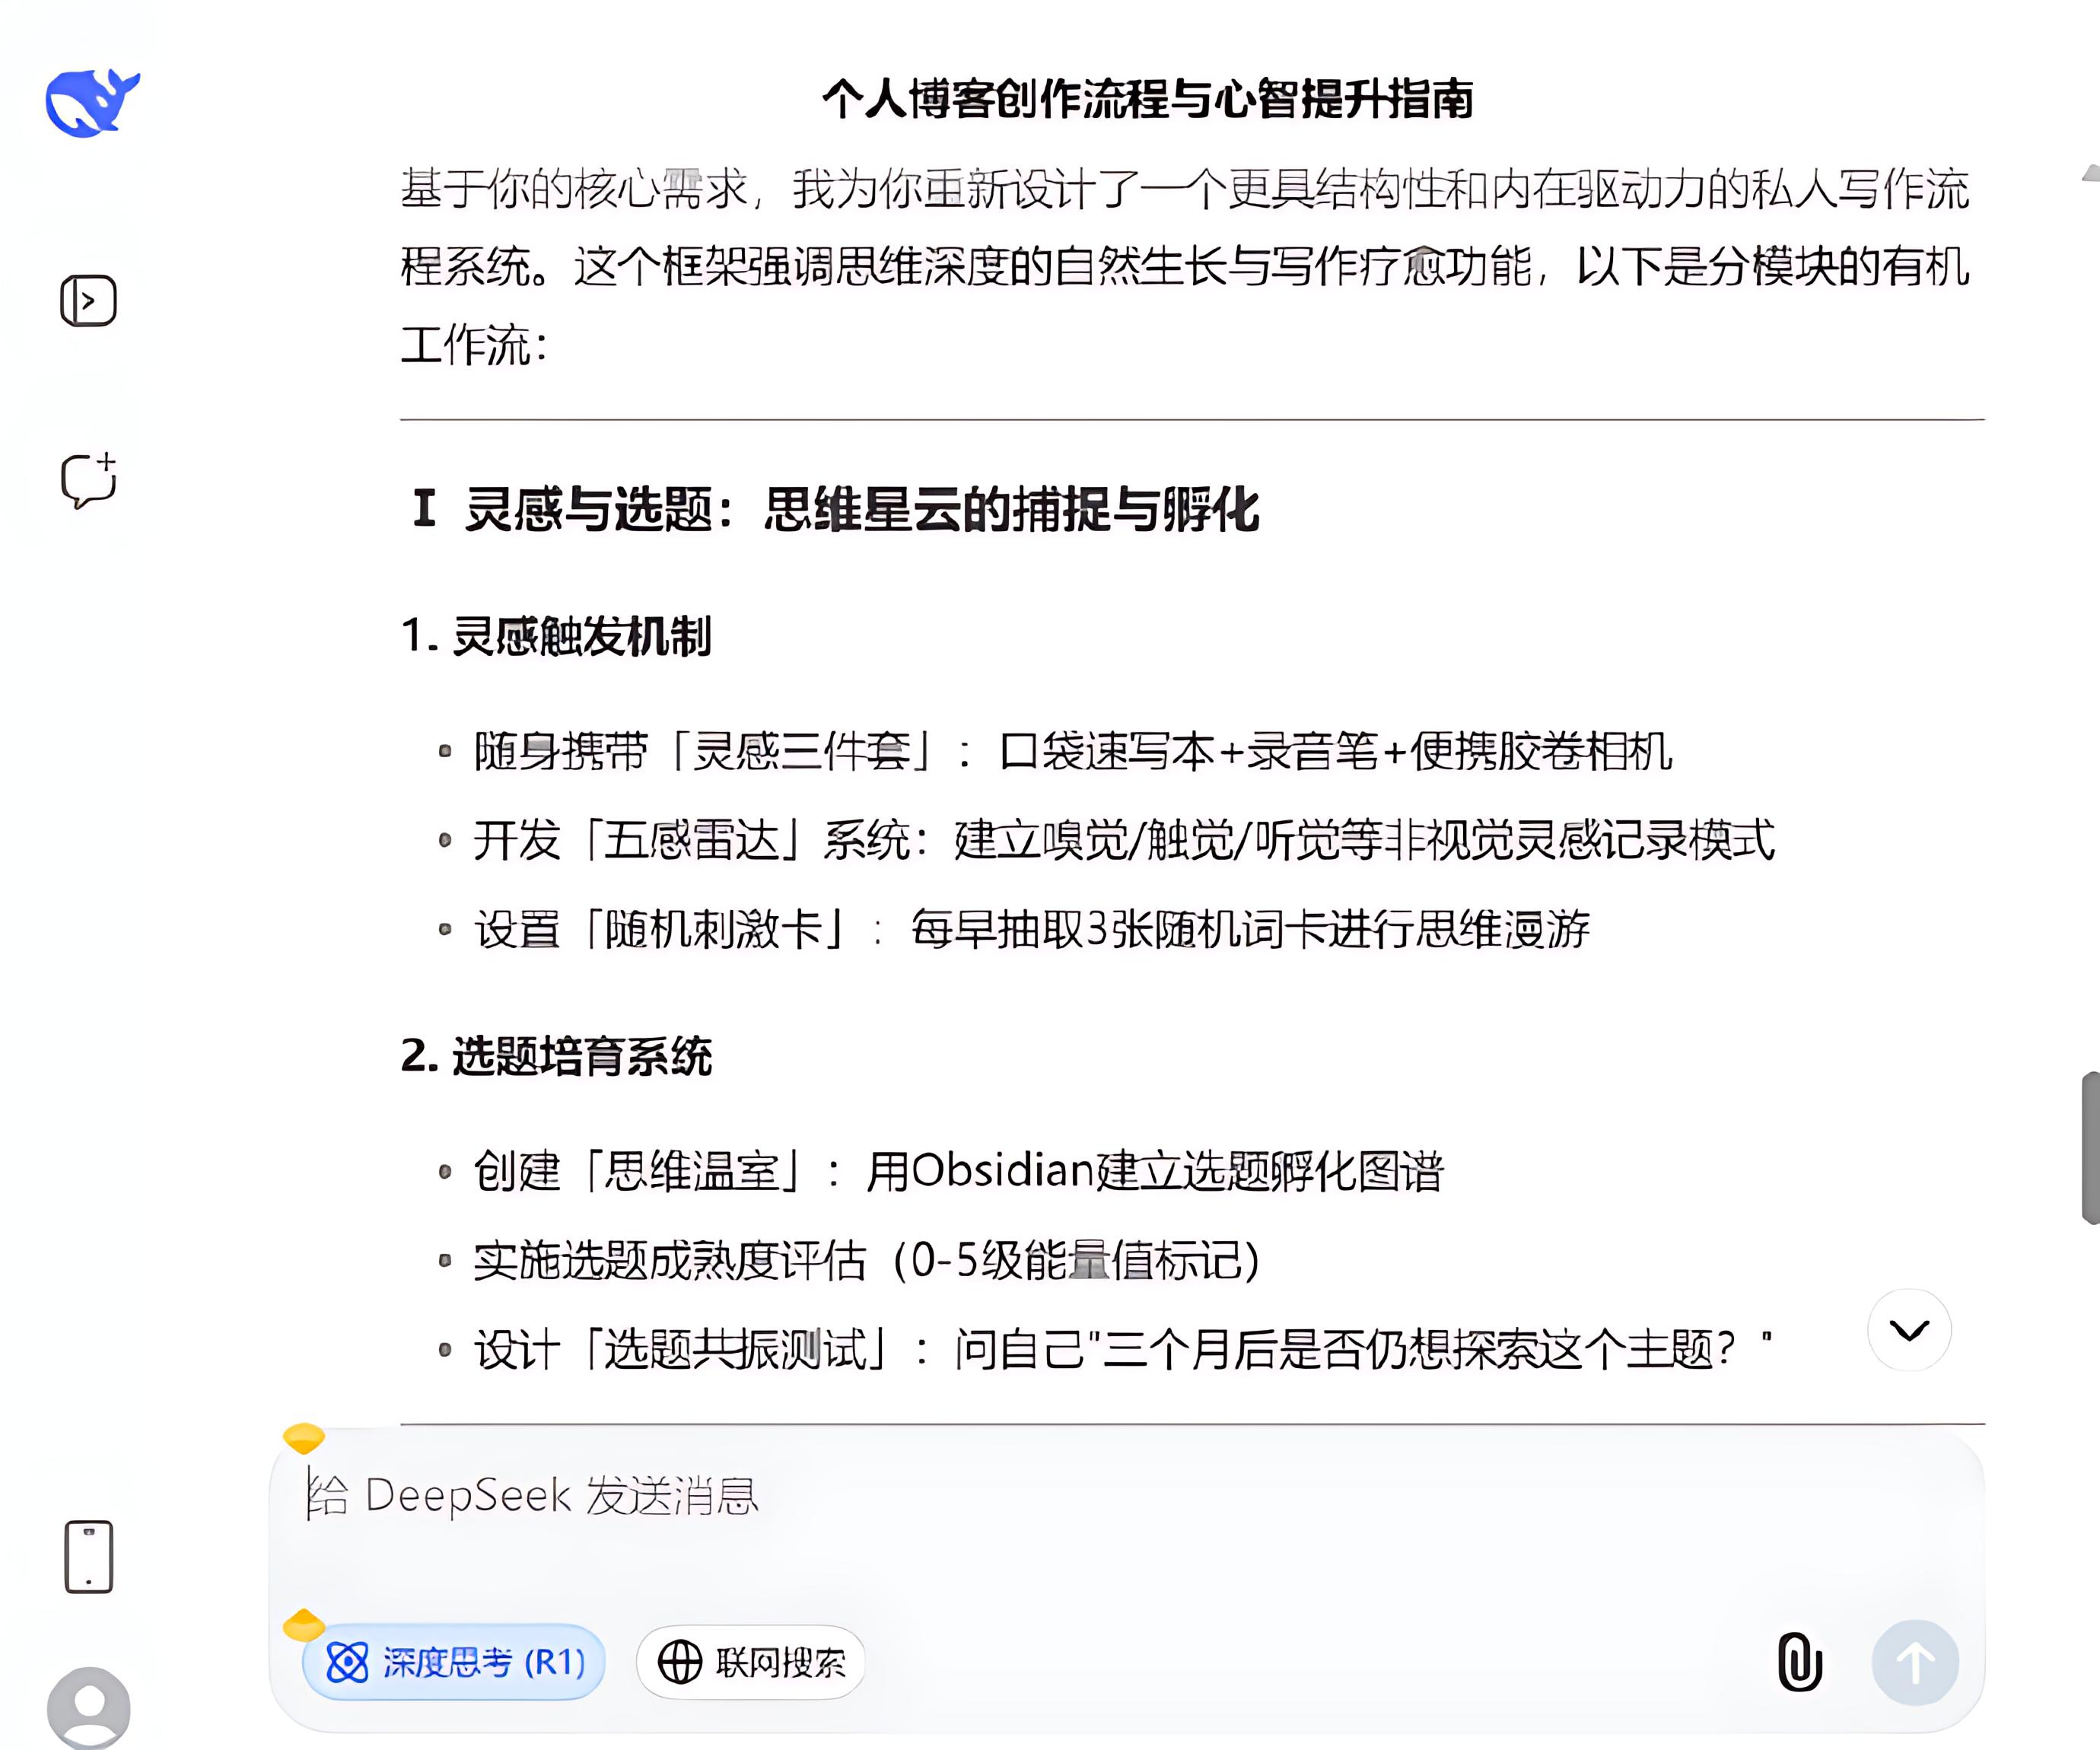 个人博客创作流程与心智提升指南
基于你的核心需求，我为你重新设计了一个更具结构性和内在驱动力的私人写作流
程系统。这个框架强调思维深度的自然生长与写作疗愈功能，以下是分模块的有机
工作流：
I 灵感与选题：思维星云的捕捉与孵化
1. 灵感触发机制
• 随身携带「灵感三件套」：口袋速写本+录音笔+便携胶卷相机
• 开发「五感雷达」系统：建立嗅觉/触觉/听觉等非视觉灵感记录模式
• 设置「随机刺激卡」：每早抽取3张随机词卡进行思维漫游
2. 选题培育系统
• 创建「思维温室」：用Obsidian建立选题孵化图谱
• 实施选题成熟度评估（0-5级能量值标记）
• 设计「选题共振测试」：问自己"三个月后是否仍想探索这个主题？"
给 DeepSeek 发送消息
深度思考 (R1)
联网搜索